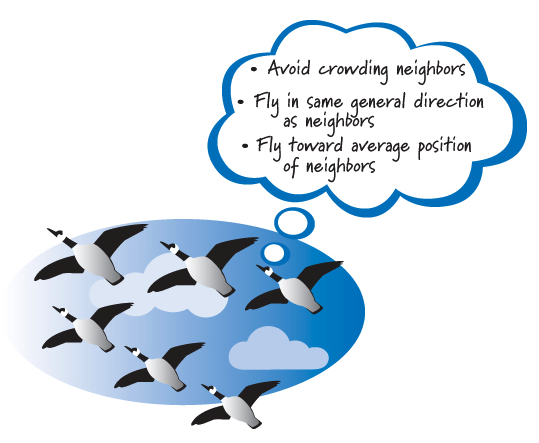 • Avoid crowding neighbors
• Fly in same general direction
as neighbors
• Fly toward average position
of neighbors